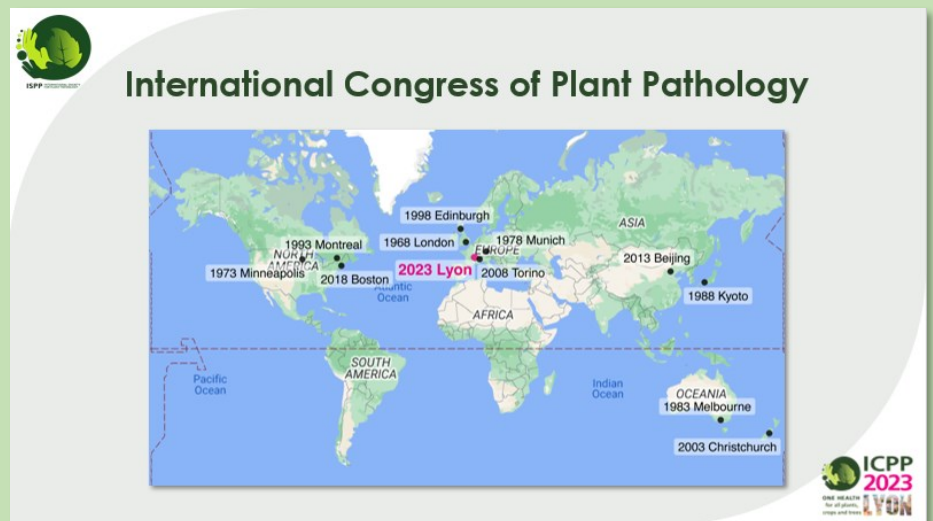 ISPP INTERNATIONAL SOCIETY
International Congress of Plant Pathology
1998 Edinburgh
ASIA
1993 Montreal
1968 London
1978 Munich
NORTH
AMERICA
EUROPE
2013 Beijing
1973 Minneapolis
2018 Boston
2023 Lyon
2008 Torino
Atlantic
Ocean
1988 Kyoto
AFRICA
SOUTH
AMERICA
Pacific
Ocean
Indian
Ocean
OCEANIA
1983 Melbourne
2003 Christchurch
ICPP
2023
LYON
ONE HEALTH
for all plants,
crops and trees